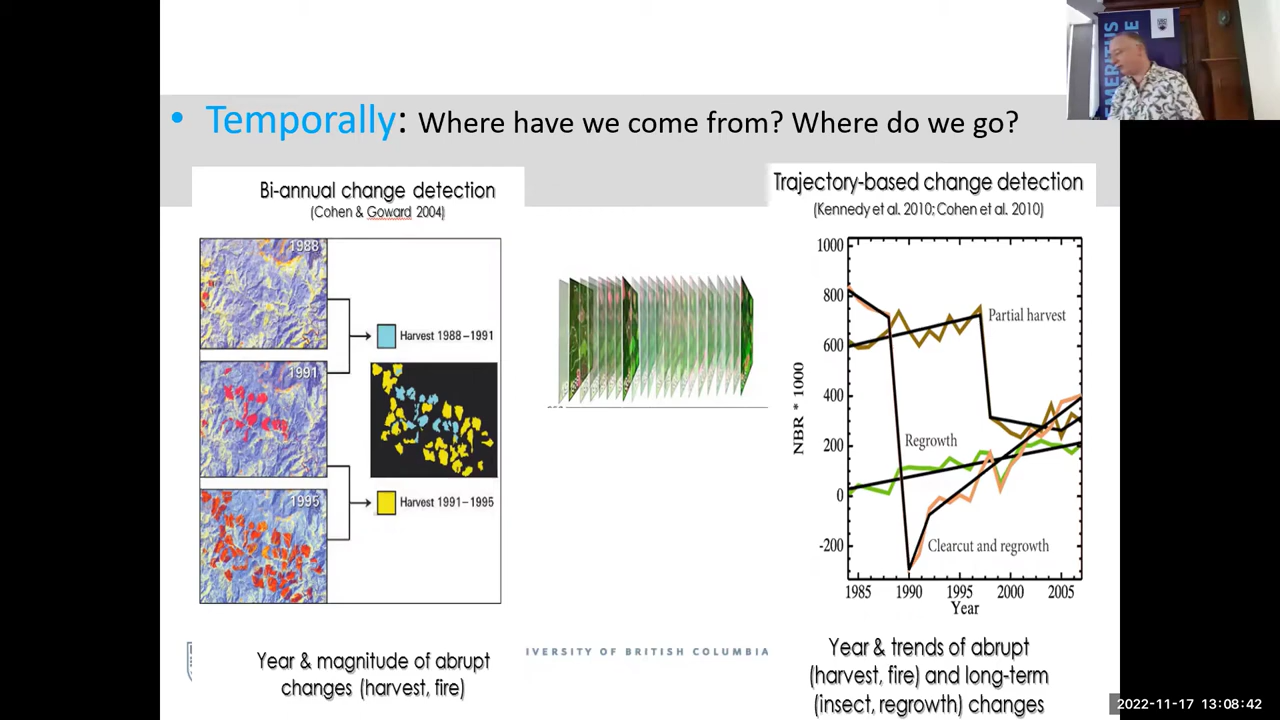 • Temporally: Where have we come from? Where do we go?
Bi-annual change detection
(Cohen & Goward 2004)
1988
Harvest 1988–1991
1991
1995
Harvest 1991–1995
Year & magnitude of abrupt
changes (harvest, fire)
Trajectory-based change detection
(Kennedy et al. 2010; Cohen et al. 2010)
1000
800
600
400
200
0
-200
NBR * 1000
Partial harvest
Regrowth
Clearcut and regrowth
1985 1990 1995 2000 2005
Year
Year & trends of abrupt
(harvest, fire) and long-term
(insect, regrowth) changes
IVERSITY OF BRITISH COLUMBIA
2022-11-17 13:08:42